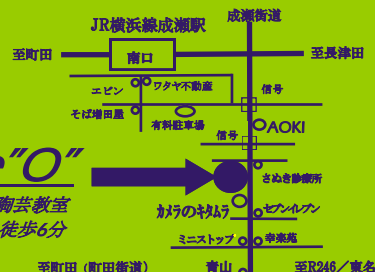 JR横浜線成瀬駅
成瀬街道
至町田
南口
至長津田
エビン
ワタヤ不動産
信号
そば増田屋
有料駐車場
AOKI
信号
"O"
さぬき診療所
陶芸教室
カメラのキタムラ
セブンイレブン
徒歩6分
ミニストップ
幸楽苑
至町田(町田街道)
青山
至R246/東名